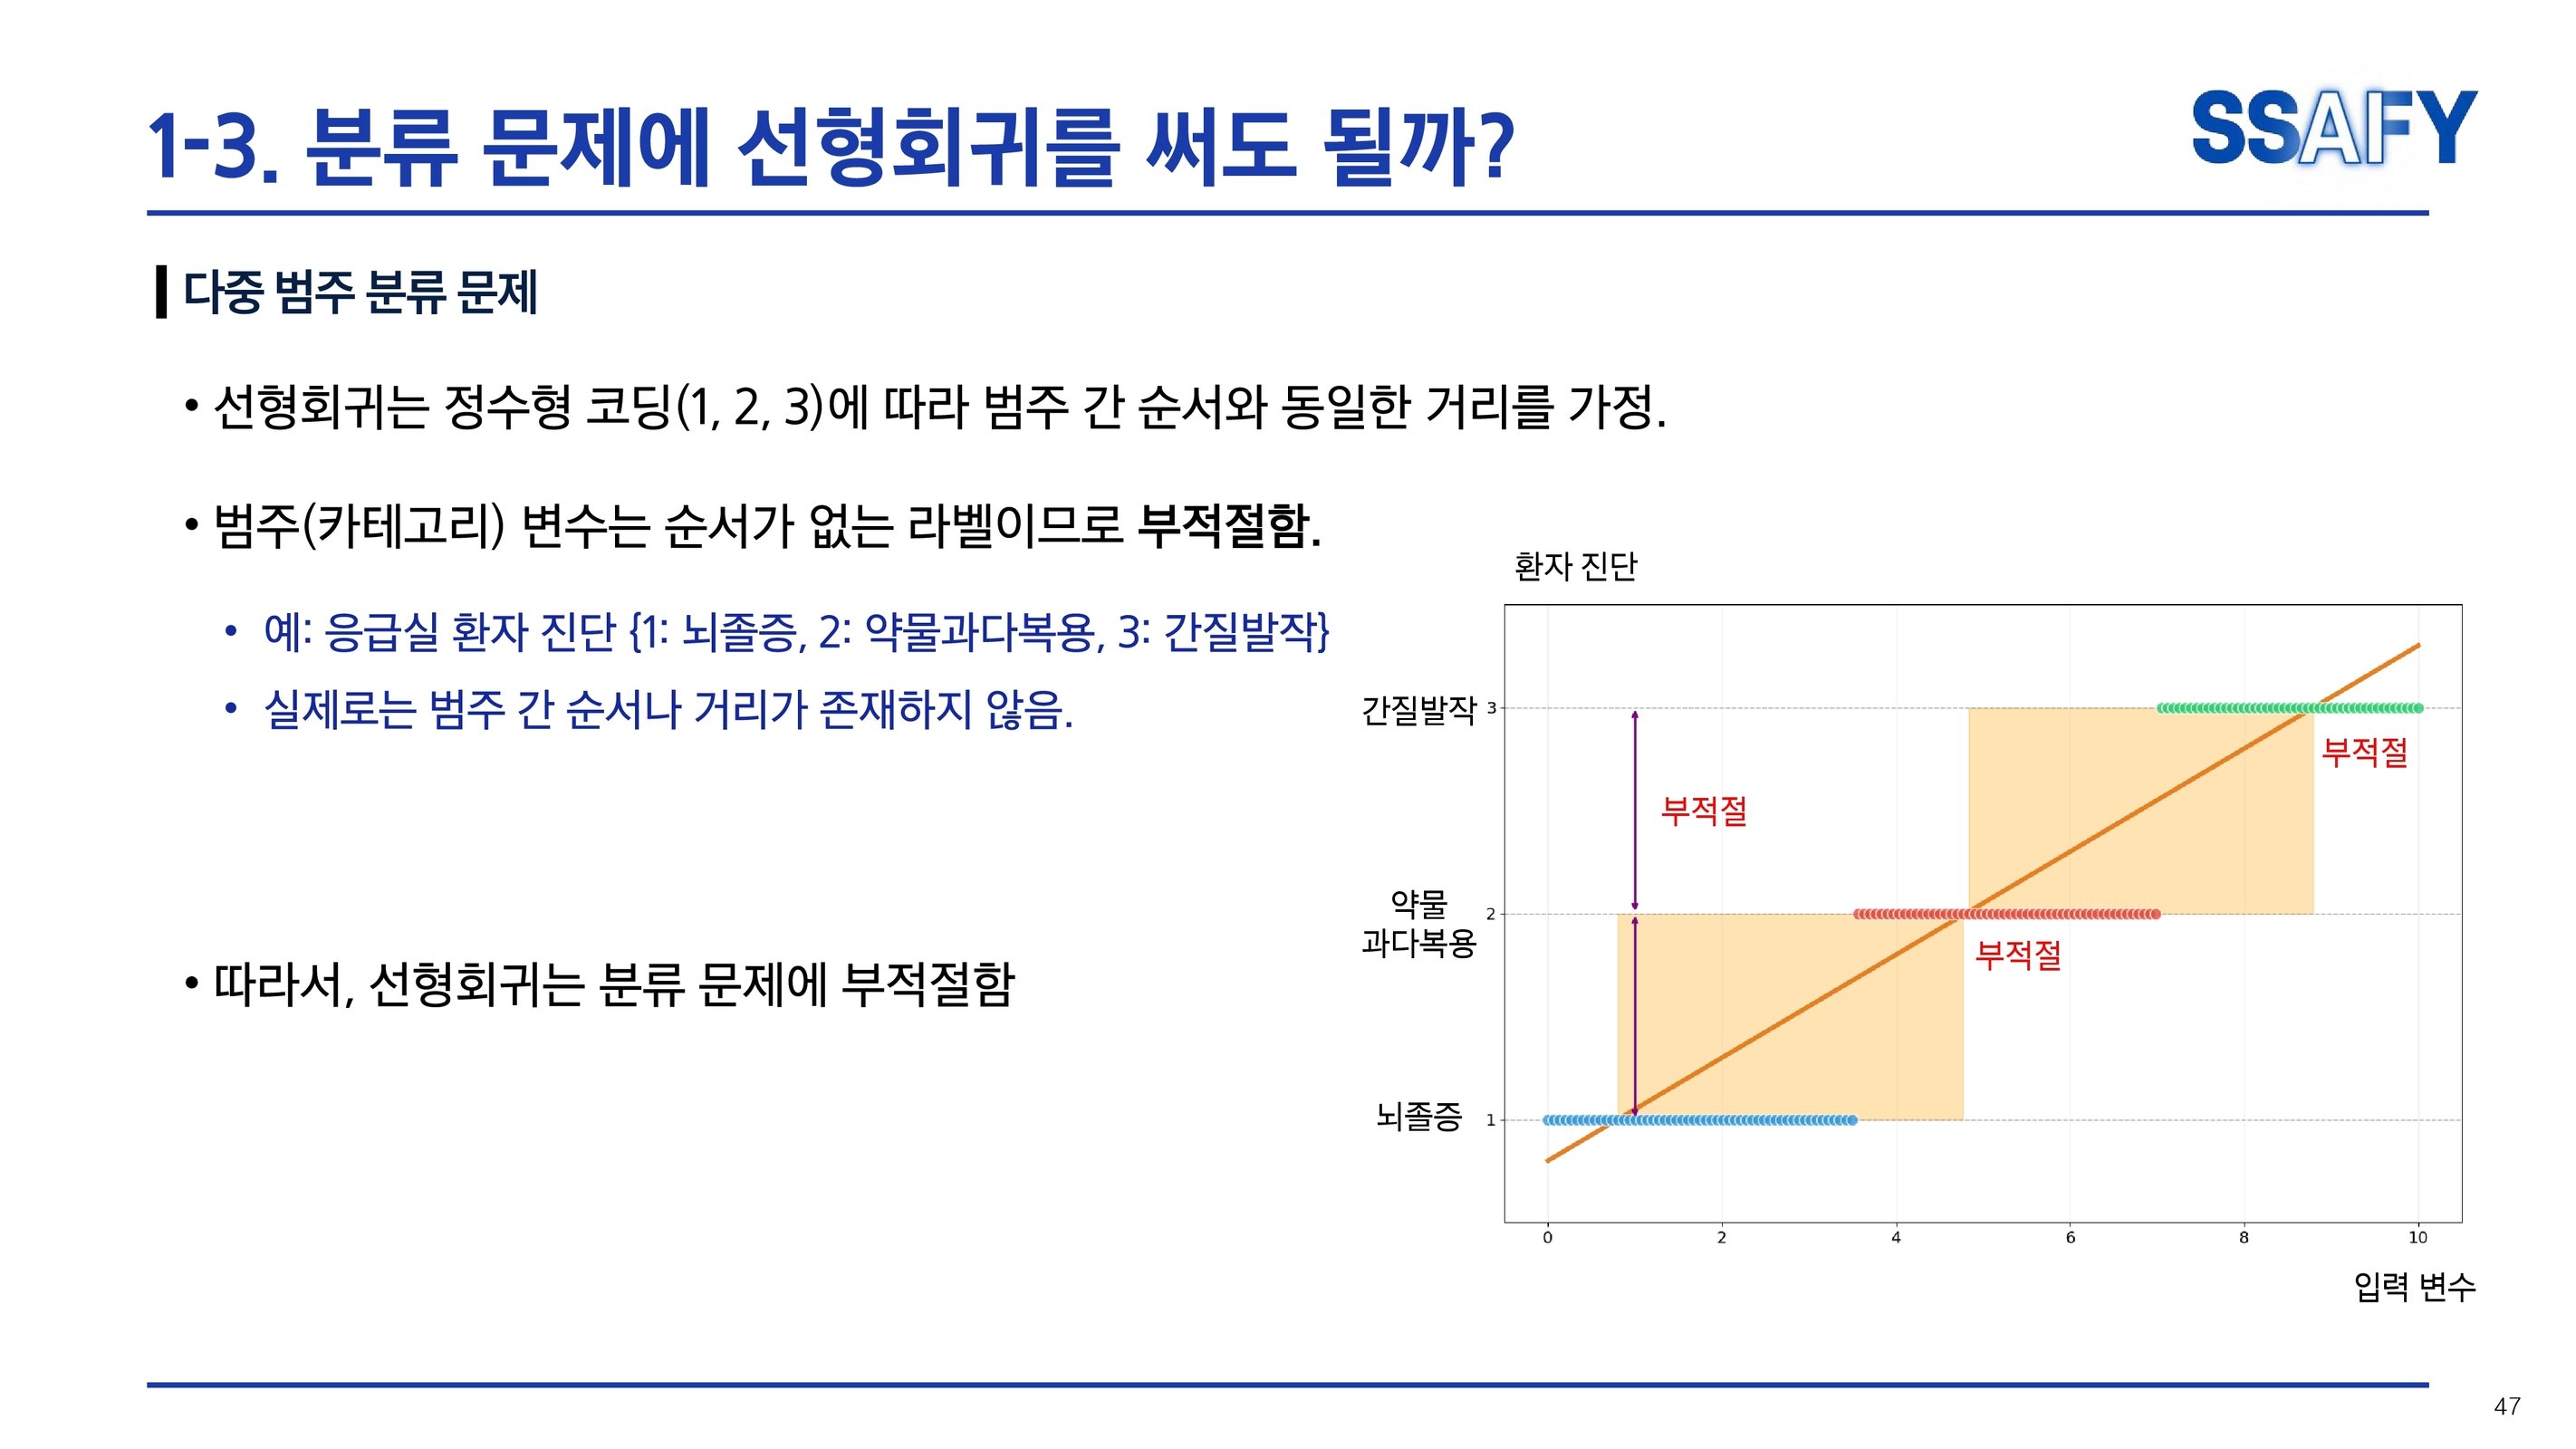 1-3. 분류 문제에 선형회귀를 써도 될까?
SSAFY
다중 범주 분류 문제
• 선형회귀는 정수형 코딩(1, 2, 3)에 따라 범주 간 순서와 동일한 거리를 가정.
• 범주(카테고리) 변수는 순서가 없는 라벨이므로 부적절함.
• 예: 응급실 환자 진단 {1: 뇌졸증, 2: 약물과다복용, 3: 간질발작}
• 실제로는 범주 간 순서나 거리가 존재하지 않음.
• 따라서, 선형회귀는 분류 문제에 부적절함
환자 진단
간질발작 3
부적절
부적절
약물
과다복용
2
부적절
뇌졸증 1
0 2 4 6 8 10
입력 변수
47